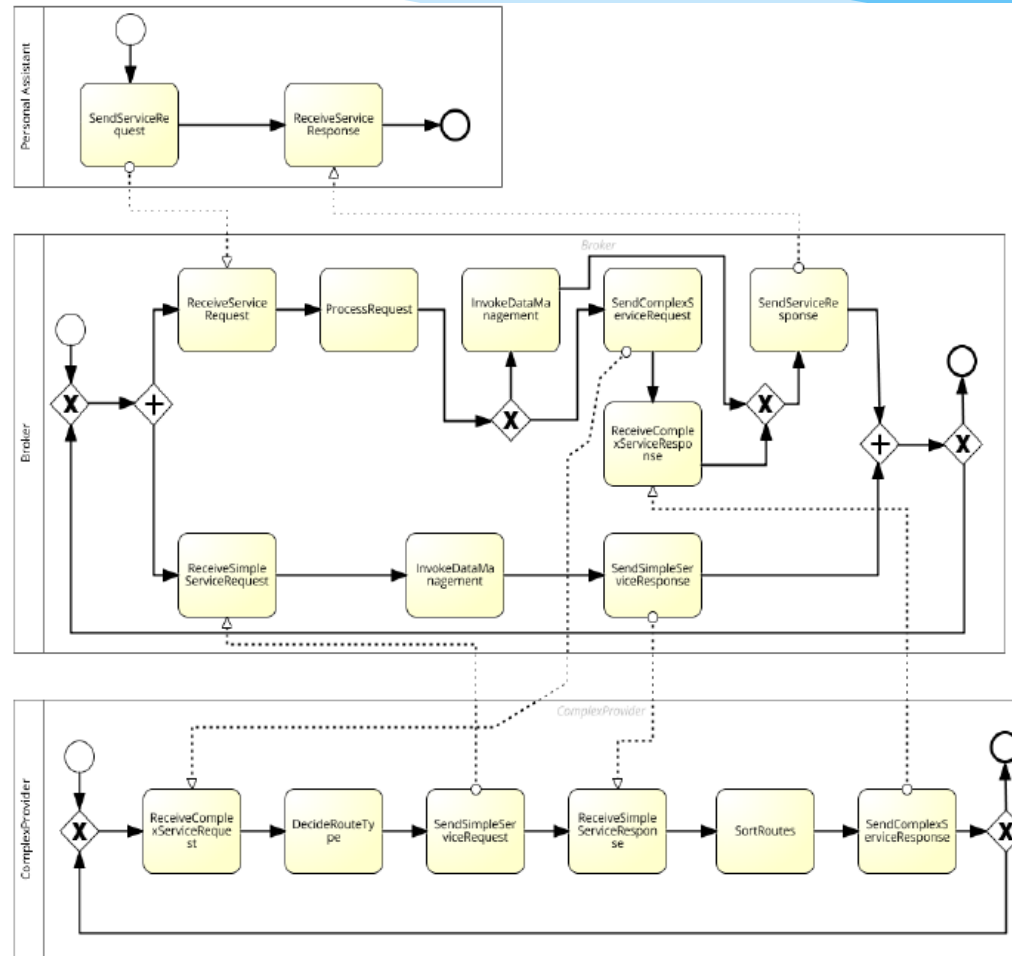 Personal Assistant
SendServiceRe
quest
ReceiveService
Response
Broker
Broker
ReceiveService
Request
ProcessRequest
InvokeDataMa
nagement
SendComplexS
erviceRequest
SendServiceRe
sponse
X
+
X
X
ReceiveComple
xServiceRespo
nse
+
X
ReceiveSimple
ServiceRequest
InvokeDataMa
nagement
SendSimpleSer
viceResponse
ComplexProvider
ComplexProvider
X
ReceiveComple
xServiceReque
st
DecideRouteTy
pe
SendSimpleSer
viceRequest
ReceiveSimple
ServiceRespon
se
SortRoutes
SendComplexS
erviceResponse
X